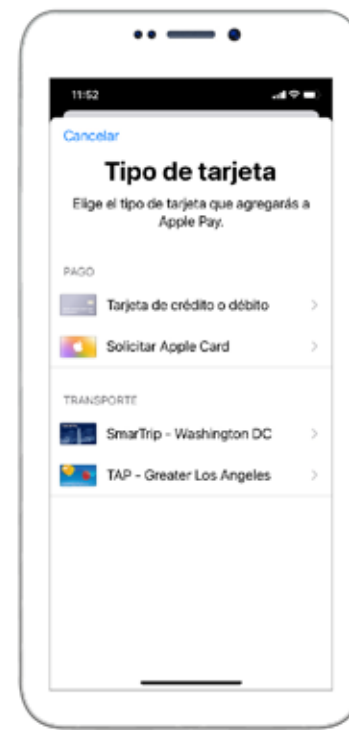 11:52
Cancelar
Tipo de tarjeta
Elige el tipo de tarjeta que agregarás a
Apple Pay.
PAGO
Tarjeta de crédito o débito
Solicitar Apple Card
TRANSPORTE
SmarTrip - Washington DC
TAP - Greater Los Angeles